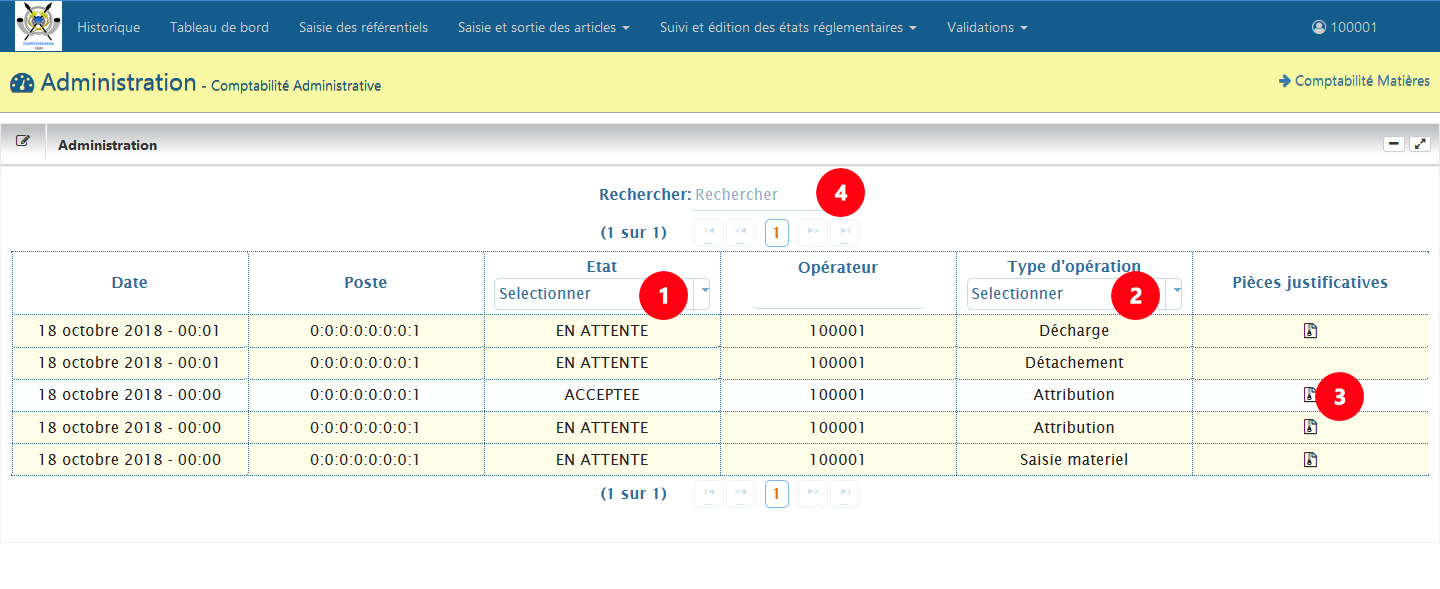 Historique Tableau de bord Saisie des référentiels Saisie et sortie des articles Suivi et édition des états réglementaires Validations 100001
Administration - Comptabilité Administrative Comptabilité Matières
Administration
Rechercher: Rechercher 4
(1 sur 1) 1
Date Poste Etat Opérateur Type d'opération Pièces justificatives
Selectionner 1 Selectionner 2
18 octobre 2018 - 00:01 0:0:0:0:0:0:0:1 EN ATTENTE 100001 Décharge
18 octobre 2018 - 00:01 0:0:0:0:0:0:0:1 EN ATTENTE 100001 Détachement
18 octobre 2018 - 00:00 0:0:0:0:0:0:0:1 ACCEPTEE 100001 Attribution 3
18 octobre 2018 - 00:00 0:0:0:0:0:0:0:1 EN ATTENTE 100001 Attribution
18 octobre 2018 - 00:00 0:0:0:0:0:0:0:1 EN ATTENTE 100001 Saisie materiel
(1 sur 1) 1